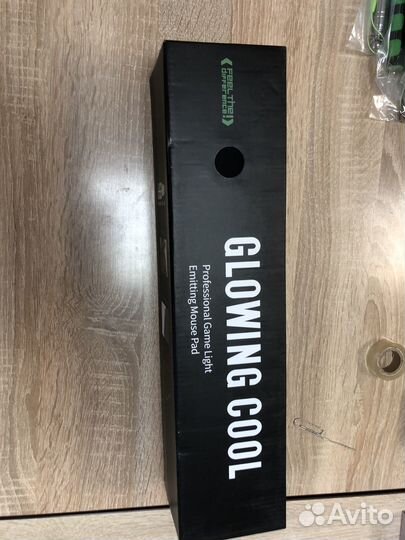 FEEL THE!
difference!
GLOWING COOL
Professional Game Light
Emitting Mouse Pad
Avito